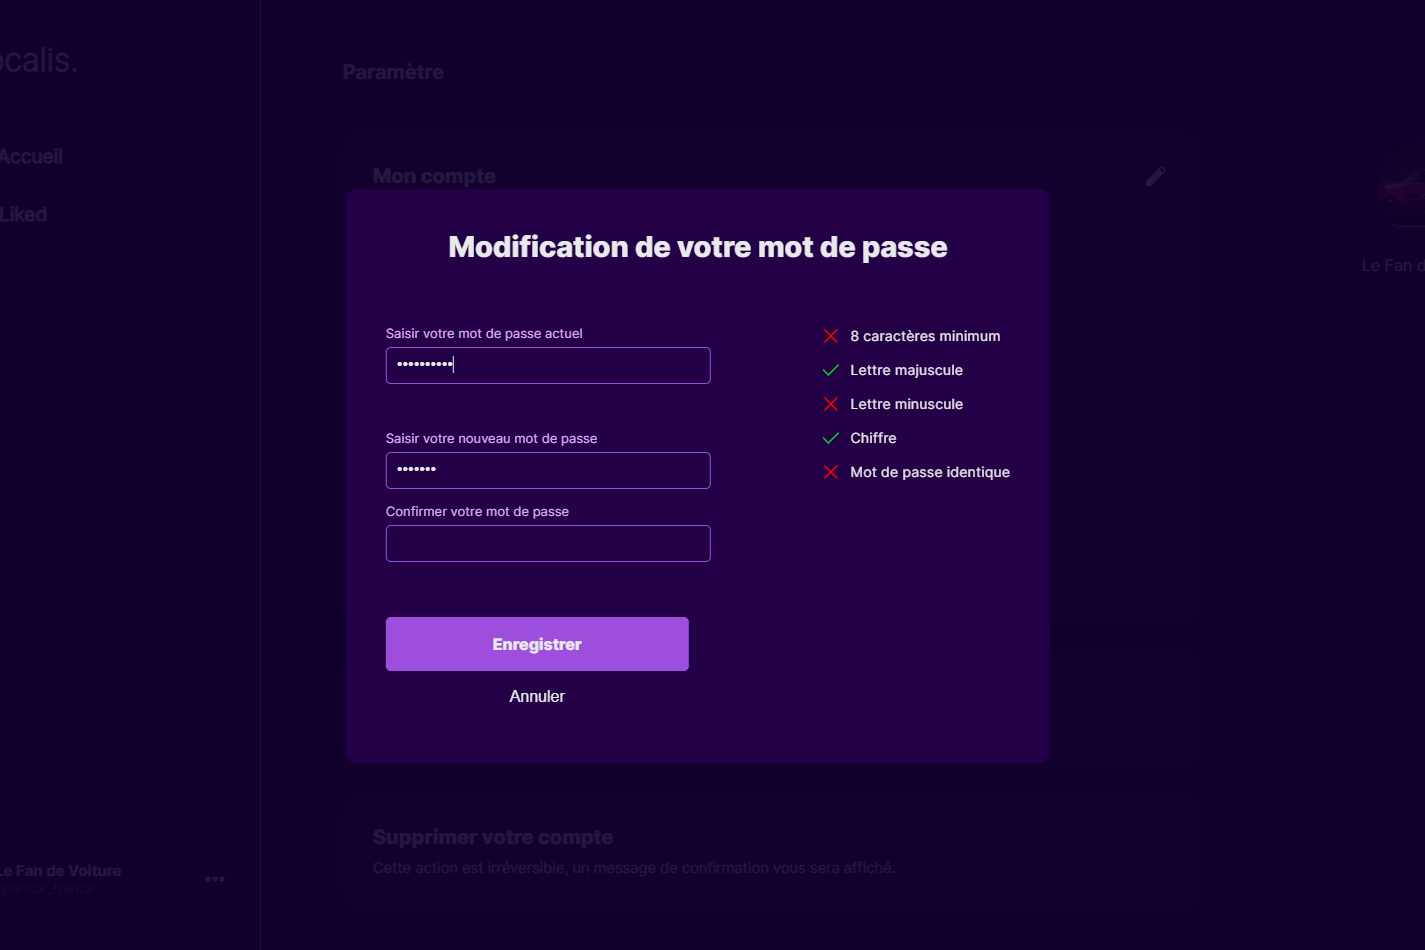 ocalis.
Paramètre
Accueil
Mon compte
Liked
Modification de votre mot de passe
Le Fan d
Saisir votre mot de passe actuel
••••••••••
8 caractères minimum
Lettre majuscule
Lettre minuscule
Saisir votre nouveau mot de passe
•••••••
Chiffre
Mot de passe identique
Confirmer votre mot de passe
Enregistrer
Annuler
Supprimer votre compte
Cette action est irréversible, un message de confirmation vous sera affiché.
Le Fan de Voiture